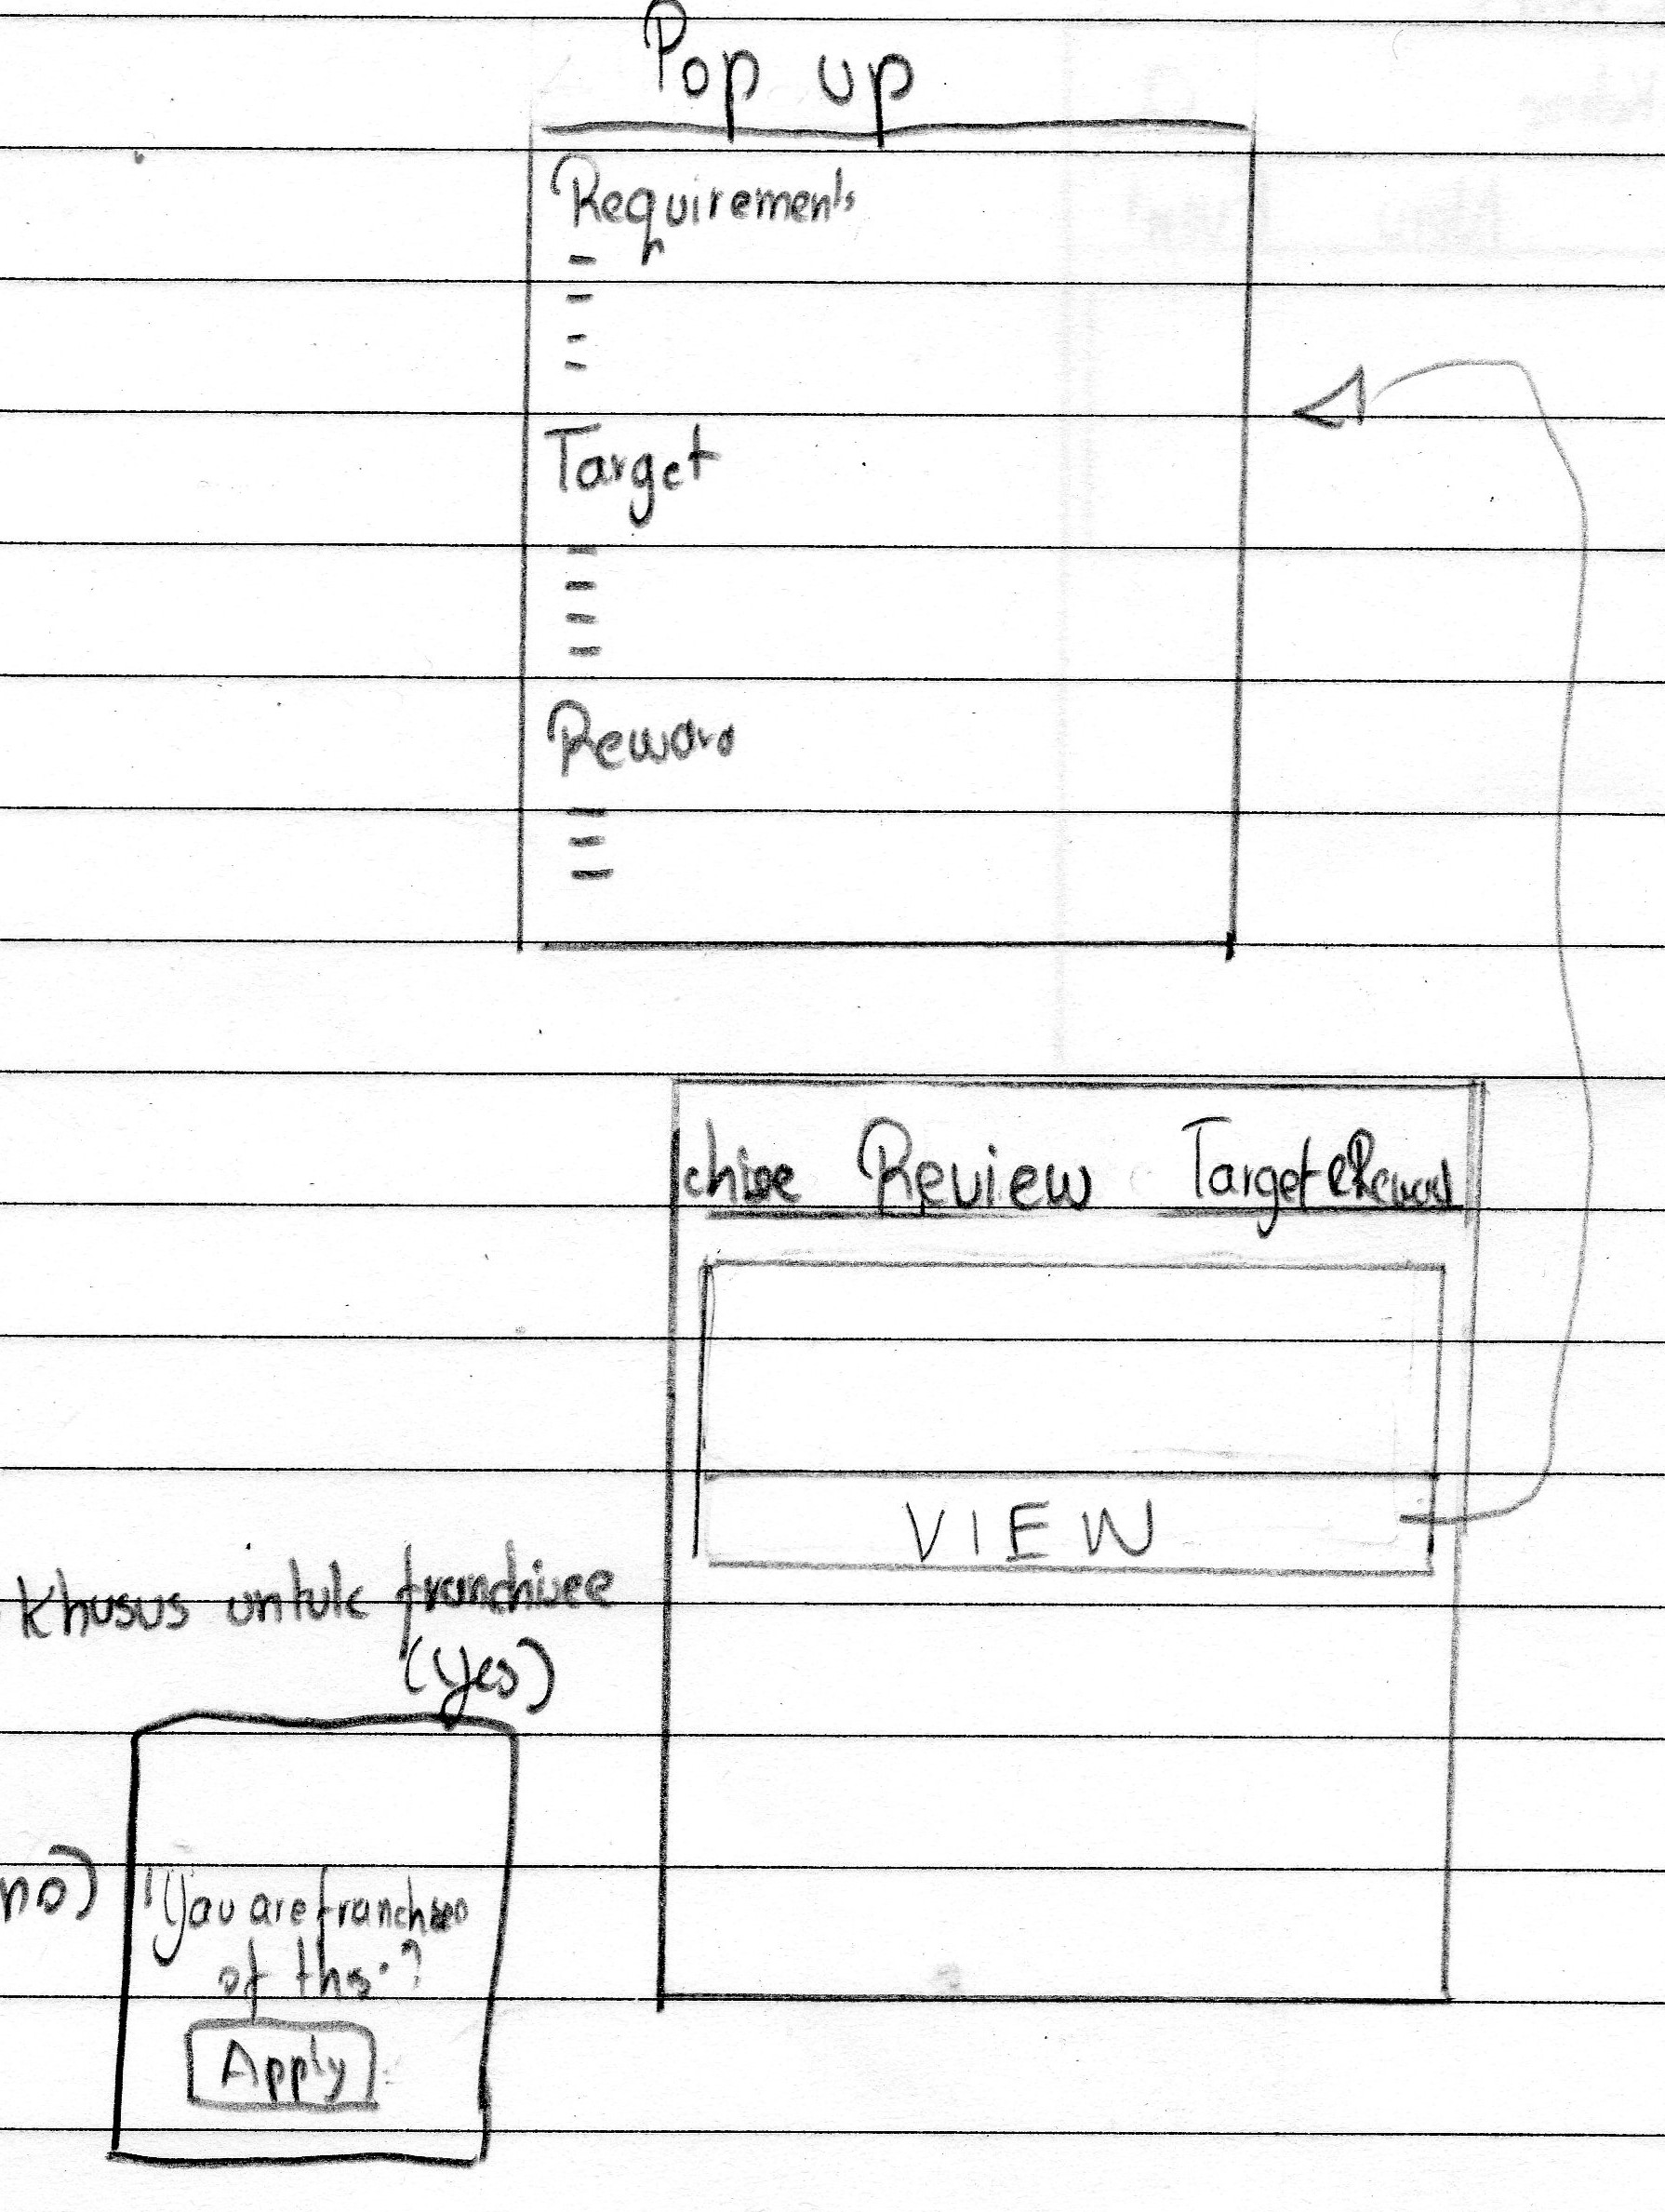 Pop up
Requirements
-
-
-
-
Target
-
-
-
-
Reward
-
-
-
chise Review Target & Reward
VIEW
Khusus untuk franchisee
(yes)
no)
You are franchisee
of this ?
Apply